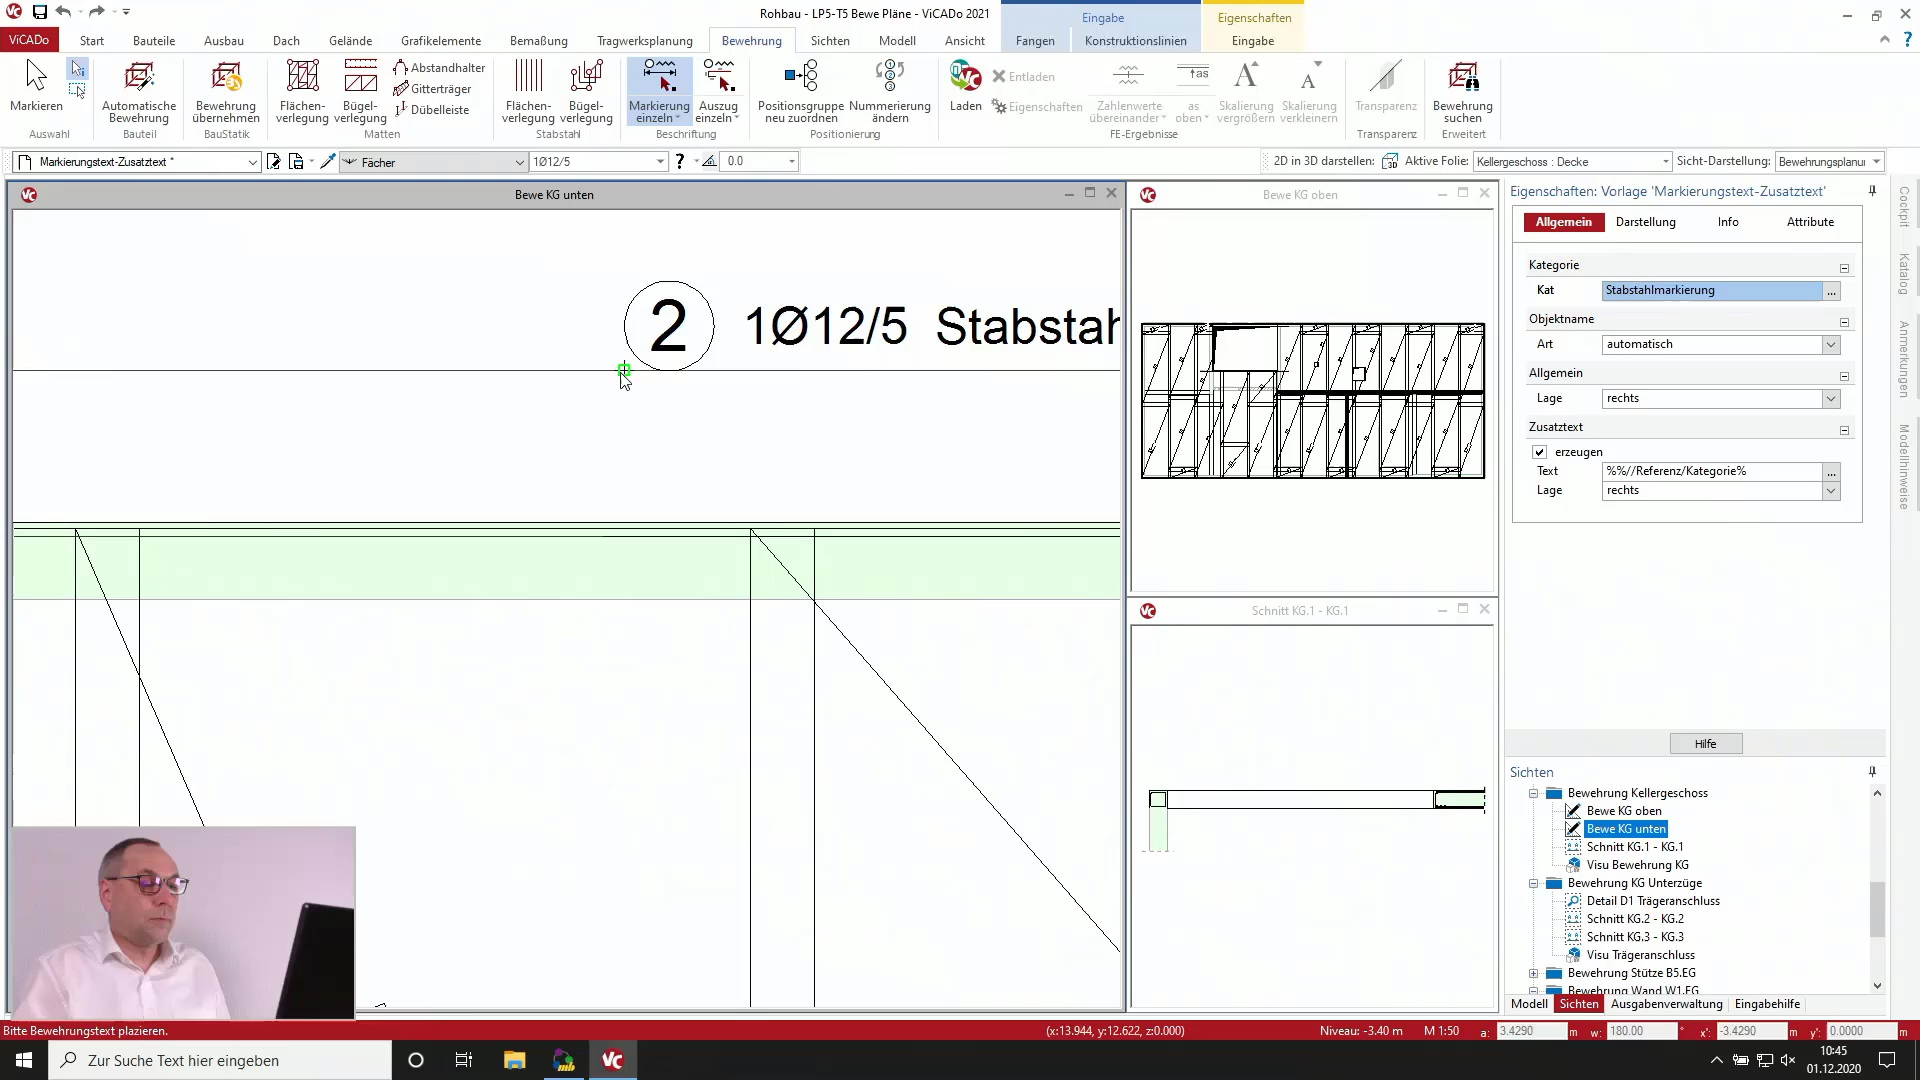 Rohbau - LP5-T5 Bewe Pläne - ViCADo 2021
Eingabe
Eigenschaften
ViCADo
Start
Bauteile
Ausbau
Dach
Gelände
Grafikelemente
Bemaßung
Tragwerksplanung
Bewehrung
Sichten
Modell
Ansicht
Fangen
Konstruktionslinien
Eingabe
Markieren
Automatische Bewehrung
Bewehrung übernehmen
Flächen-verlegung
Bügel-verlegung
Abstandhalter
Gitterträger
Dübelleiste
Flächen-verlegung
Bügel-verlegung
Markierung einzeln
Auszug einzeln
Positionsgruppe neu zuordnen
Nummerierung ändern
Laden
Entladen
Eigenschaften
Zahlenwerte übereinander
as
as oben
Skalierung vergrößern
Skalierung verkleinern
Transparenz
Bewehrung suchen
Auswahl
Bauteil
BauStatik
Matten
Stabstahl
Beschriftung
Positionierung
FE-Ergebnisse
Transparenz
Erweitert
Markierungstext-Zusatztext *
Fächer
1Ø12/5
0.0
2D in 3D darstellen:
Aktive Folie:
Kellergeschoss : Decke
Sicht-Darstellung:
Bewehrungsplanu
Bewe KG unten
2 1Ø12/5 Stabstah
Bewe KG oben
Schnitt KG.1 - KG.1
Eigenschaften: Vorlage 'Markierungstext-Zusatztext'
Allgemein
Darstellung
Info
Attribute
Kategorie
Kat Stabstahlmarkierung ...
Objektname
Art automatisch
Allgemein
Lage rechts
Zusatztext
erzeugen
Text %%//Referenz/Kategorie% ...
Lage rechts
Hilfe
Sichten
Bewehrung Kellergeschoss
Bewe KG oben
Bewe KG unten
Schnitt KG.1 - KG.1
Visu Bewehrung KG
Bewehrung KG Unterzüge
Detail D1 Trägeranschluss
Schnitt KG.2 - KG.2
Schnitt KG.3 - KG.3
Visu Trägeranschluss
Bewehrung Stütze B5.EG
Bewehrung Wand W1.EG
Modell
Sichten
Ausgabenverwaltung
Eingabehilfe
Cockpit
Katalog
Anmerkungen
Modellhinweise
Bitte Bewehrungstext plazieren.
(x:13.944, y:12.622, z:0.000)
Niveau: -3.40 m
M 1:50
a: 3.4290 m
w: 180.00 °
x': -3.4290 m
y': 0.0000 m
Zur Suche Text hier eingeben
10:45
01.12.2020